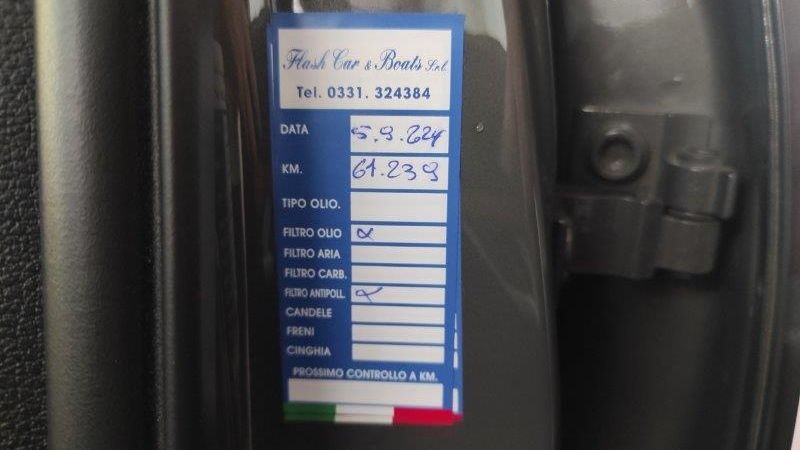 Flash Car & Boats S.r.l.
Tel. 0331. 324384
DATA 5.9.224
KM. 61.239
TIPO OLIO.
FILTRO OLIO x
FILTRO ARIA
FILTRO CARB.
FILTRO ANTIPOLL. x
CANDELE
FRENI
CINGHIA
PROSSIMO CONTROLLO A KM.